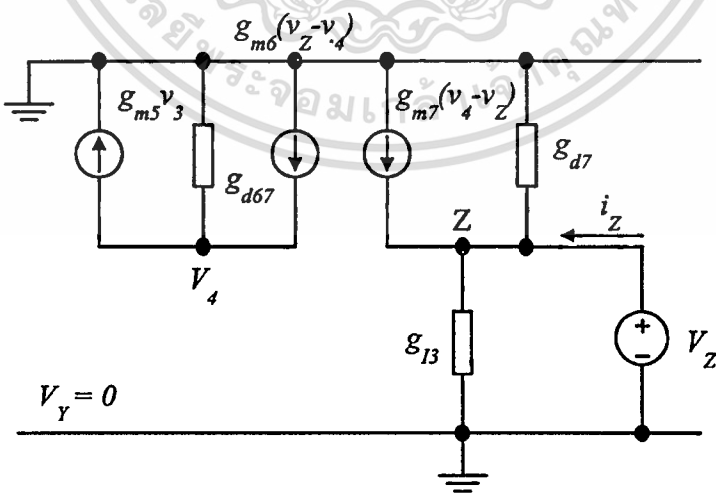 g_{m6}(v_Z-v_4)
g_{m5}v_3
g_{m7}(v_4-v_Z)
g_{d67}
g_{d7}
Z
i_Z
V_4
g_{I3}
+
−
V_Z
V_Y = 0